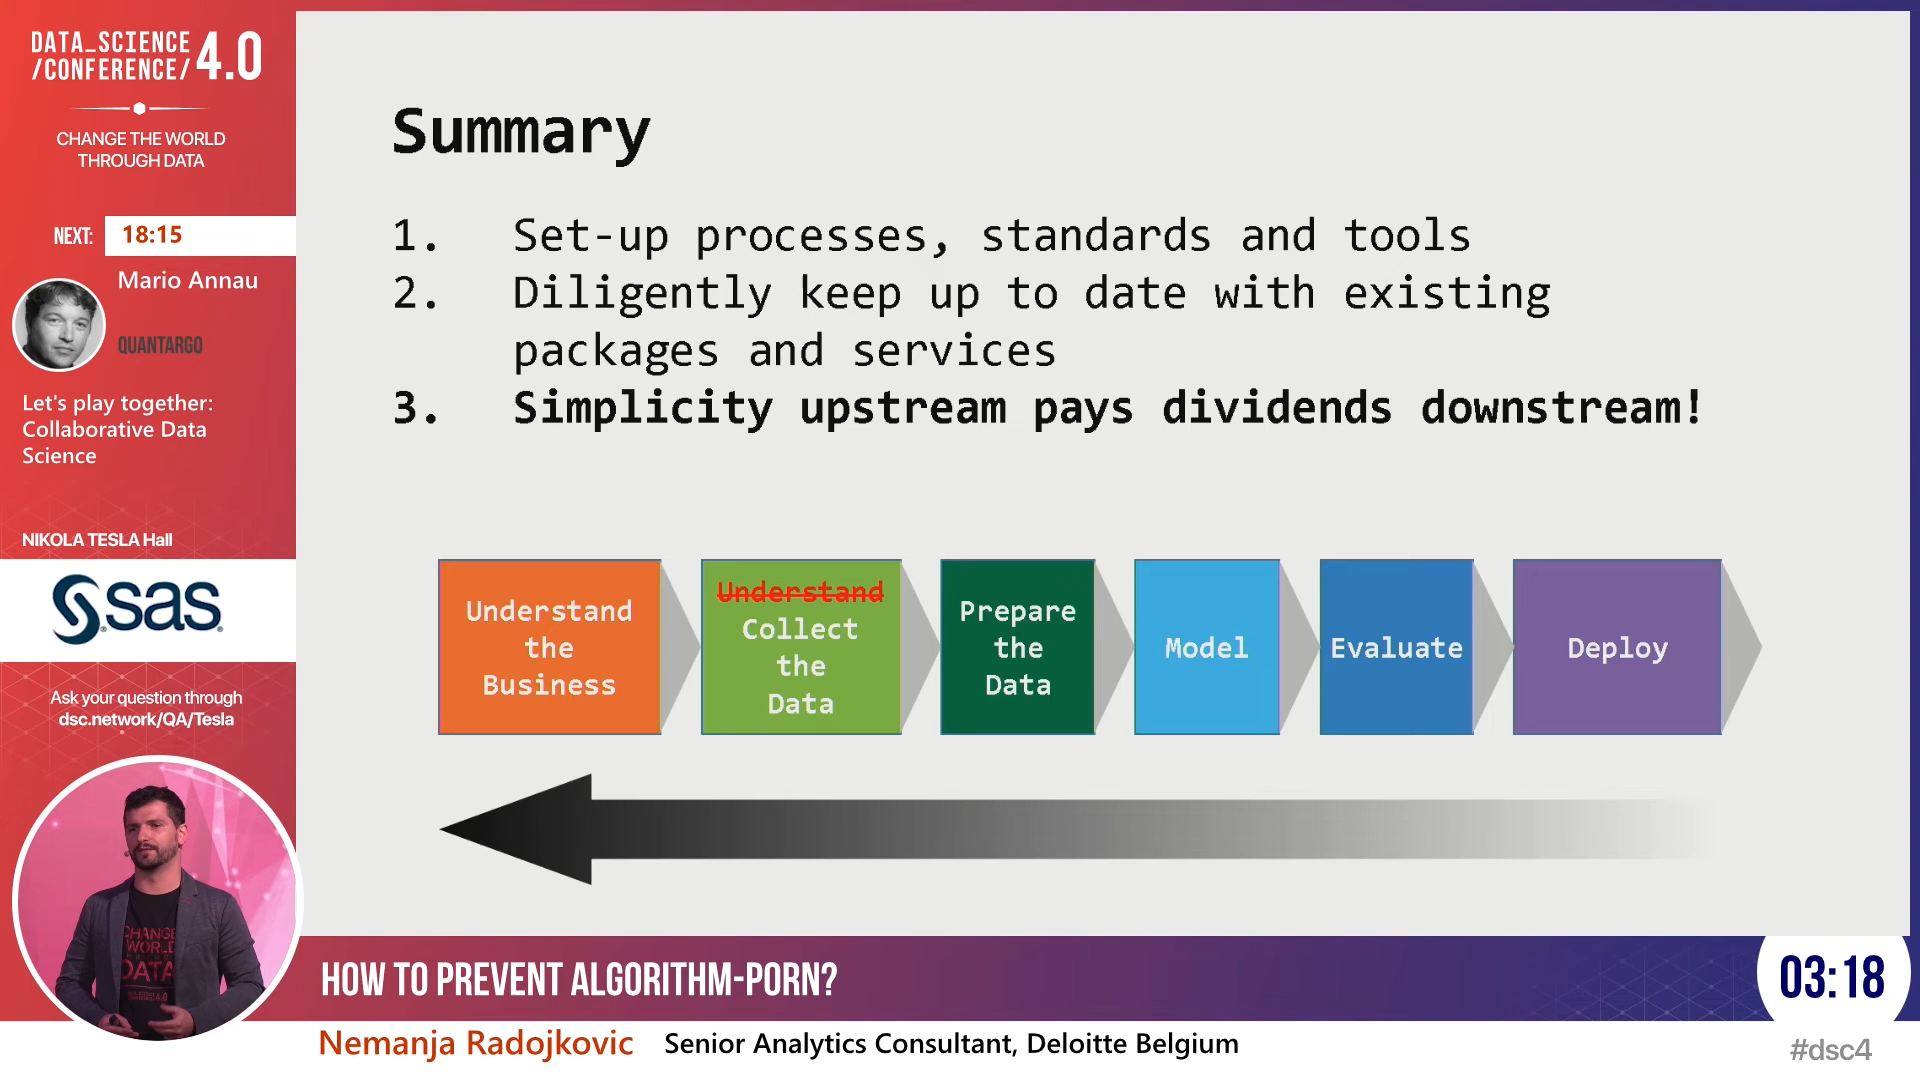 DATA_SCIENCE
/CONFERENCE/ 4.0
CHANGE THE WORLD
THROUGH DATA
NEXT: 18:15
Mario Annau
QUANTARGO
Let's play together:
Collaborative Data
Science
NIKOLA TESLA Hall
sas
Ask your question through
dsc.network/QA/Tesla
CHANGE
WORLD
DATA
Summary
1. Set-up processes, standards and tools
2. Diligently keep up to date with existing
packages and services
3. Simplicity upstream pays dividends downstream!
Understand
the
Business
Understand
Collect
the
Data
Prepare
the
Data
Model
Evaluate
Deploy
HOW TO PREVENT ALGORITHM-PORN?
03:18
Nemanja Radojkovic Senior Analytics Consultant, Deloitte Belgium
#dsc4